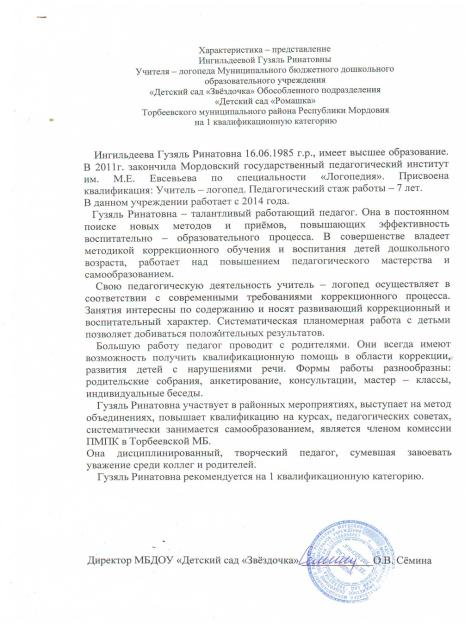 Характеристика – представление
Ингильдеевой Гузяль Ринатовны
Учителя – логопеда Муниципального бюджетного дошкольного
образовательного учреждения
«Детский сад «Звёздочка» Обособленного подразделения
«Детский сад «Ромашка»
Торбеевского муниципального района Республики Мордовия
на 1 квалификационную категорию
Ингильдеева Гузяль Ринатовна 16.06.1985 г.р., имеет высшее образование.
В 2011г. закончила Мордовский государственный педагогический институт
им. М.Е. Евсевьева по специальности «Логопедия». Присвоена
квалификация: Учитель – логопед. Педагогический стаж работы – 7 лет.
В данном учреждении работает с 2014 года.
Гузяль Ринатовна – талантливый работающий педагог. Она в постоянном
поиске новых методов и приёмов, повышающих эффективность
воспитательно – образовательного процесса. В совершенстве владеет
методикой коррекционного обучения и воспитания детей дошкольного
возраста, работает над повышением педагогического мастерства и
самообразованием.
Свою педагогическую деятельность учитель – логопед осуществляет в
соответствии с современными требованиями коррекционного процесса.
Занятия интересны по содержанию и носят развивающий коррекционный и
воспитательный характер. Систематическая планомерная работа с детьми
позволяет добиваться положительных результатов.
Большую работу педагог проводит с родителями. Они всегда имеют
возможность получить квалификационную помощь в области коррекции,
развития детей с нарушениями речи. Формы работы разнообразны:
родительские собрания, анкетирование, консультации, мастер – классы,
индивидуальные беседы.
Гузяль Ринатовна участвует в районных мероприятиях, выступает на метод
объединениях, повышает квалификацию на курсах, педагогических советах,
систематически занимается самообразованием, является членом комиссии
ПМПК в Торбеевской МБ.
Она дисциплинированный, творческий педагог, сумевшая завоевать
уважение среди коллег и родителей.
Гузяль Ринатовна рекомендуется на 1 квалификационную категорию.
Директор МБДОУ «Детский сад «Звёздочка» О.В. Сёмина